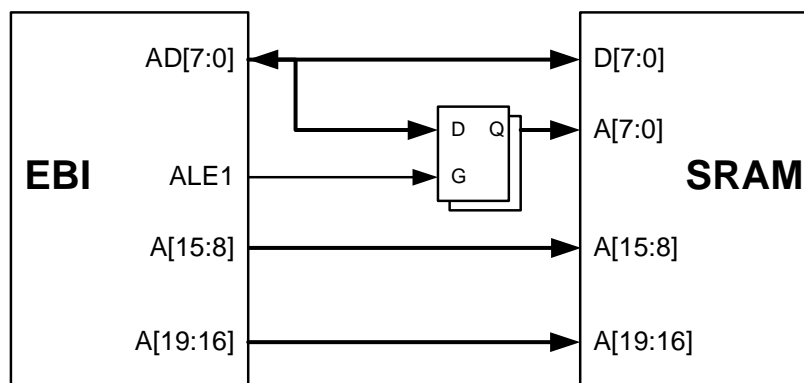 AD[7:0] D[7:0]
D Q A[7:0]
EBI ALE1 G SRAM
A[15:8] A[15:8]
A[19:16] A[19:16]